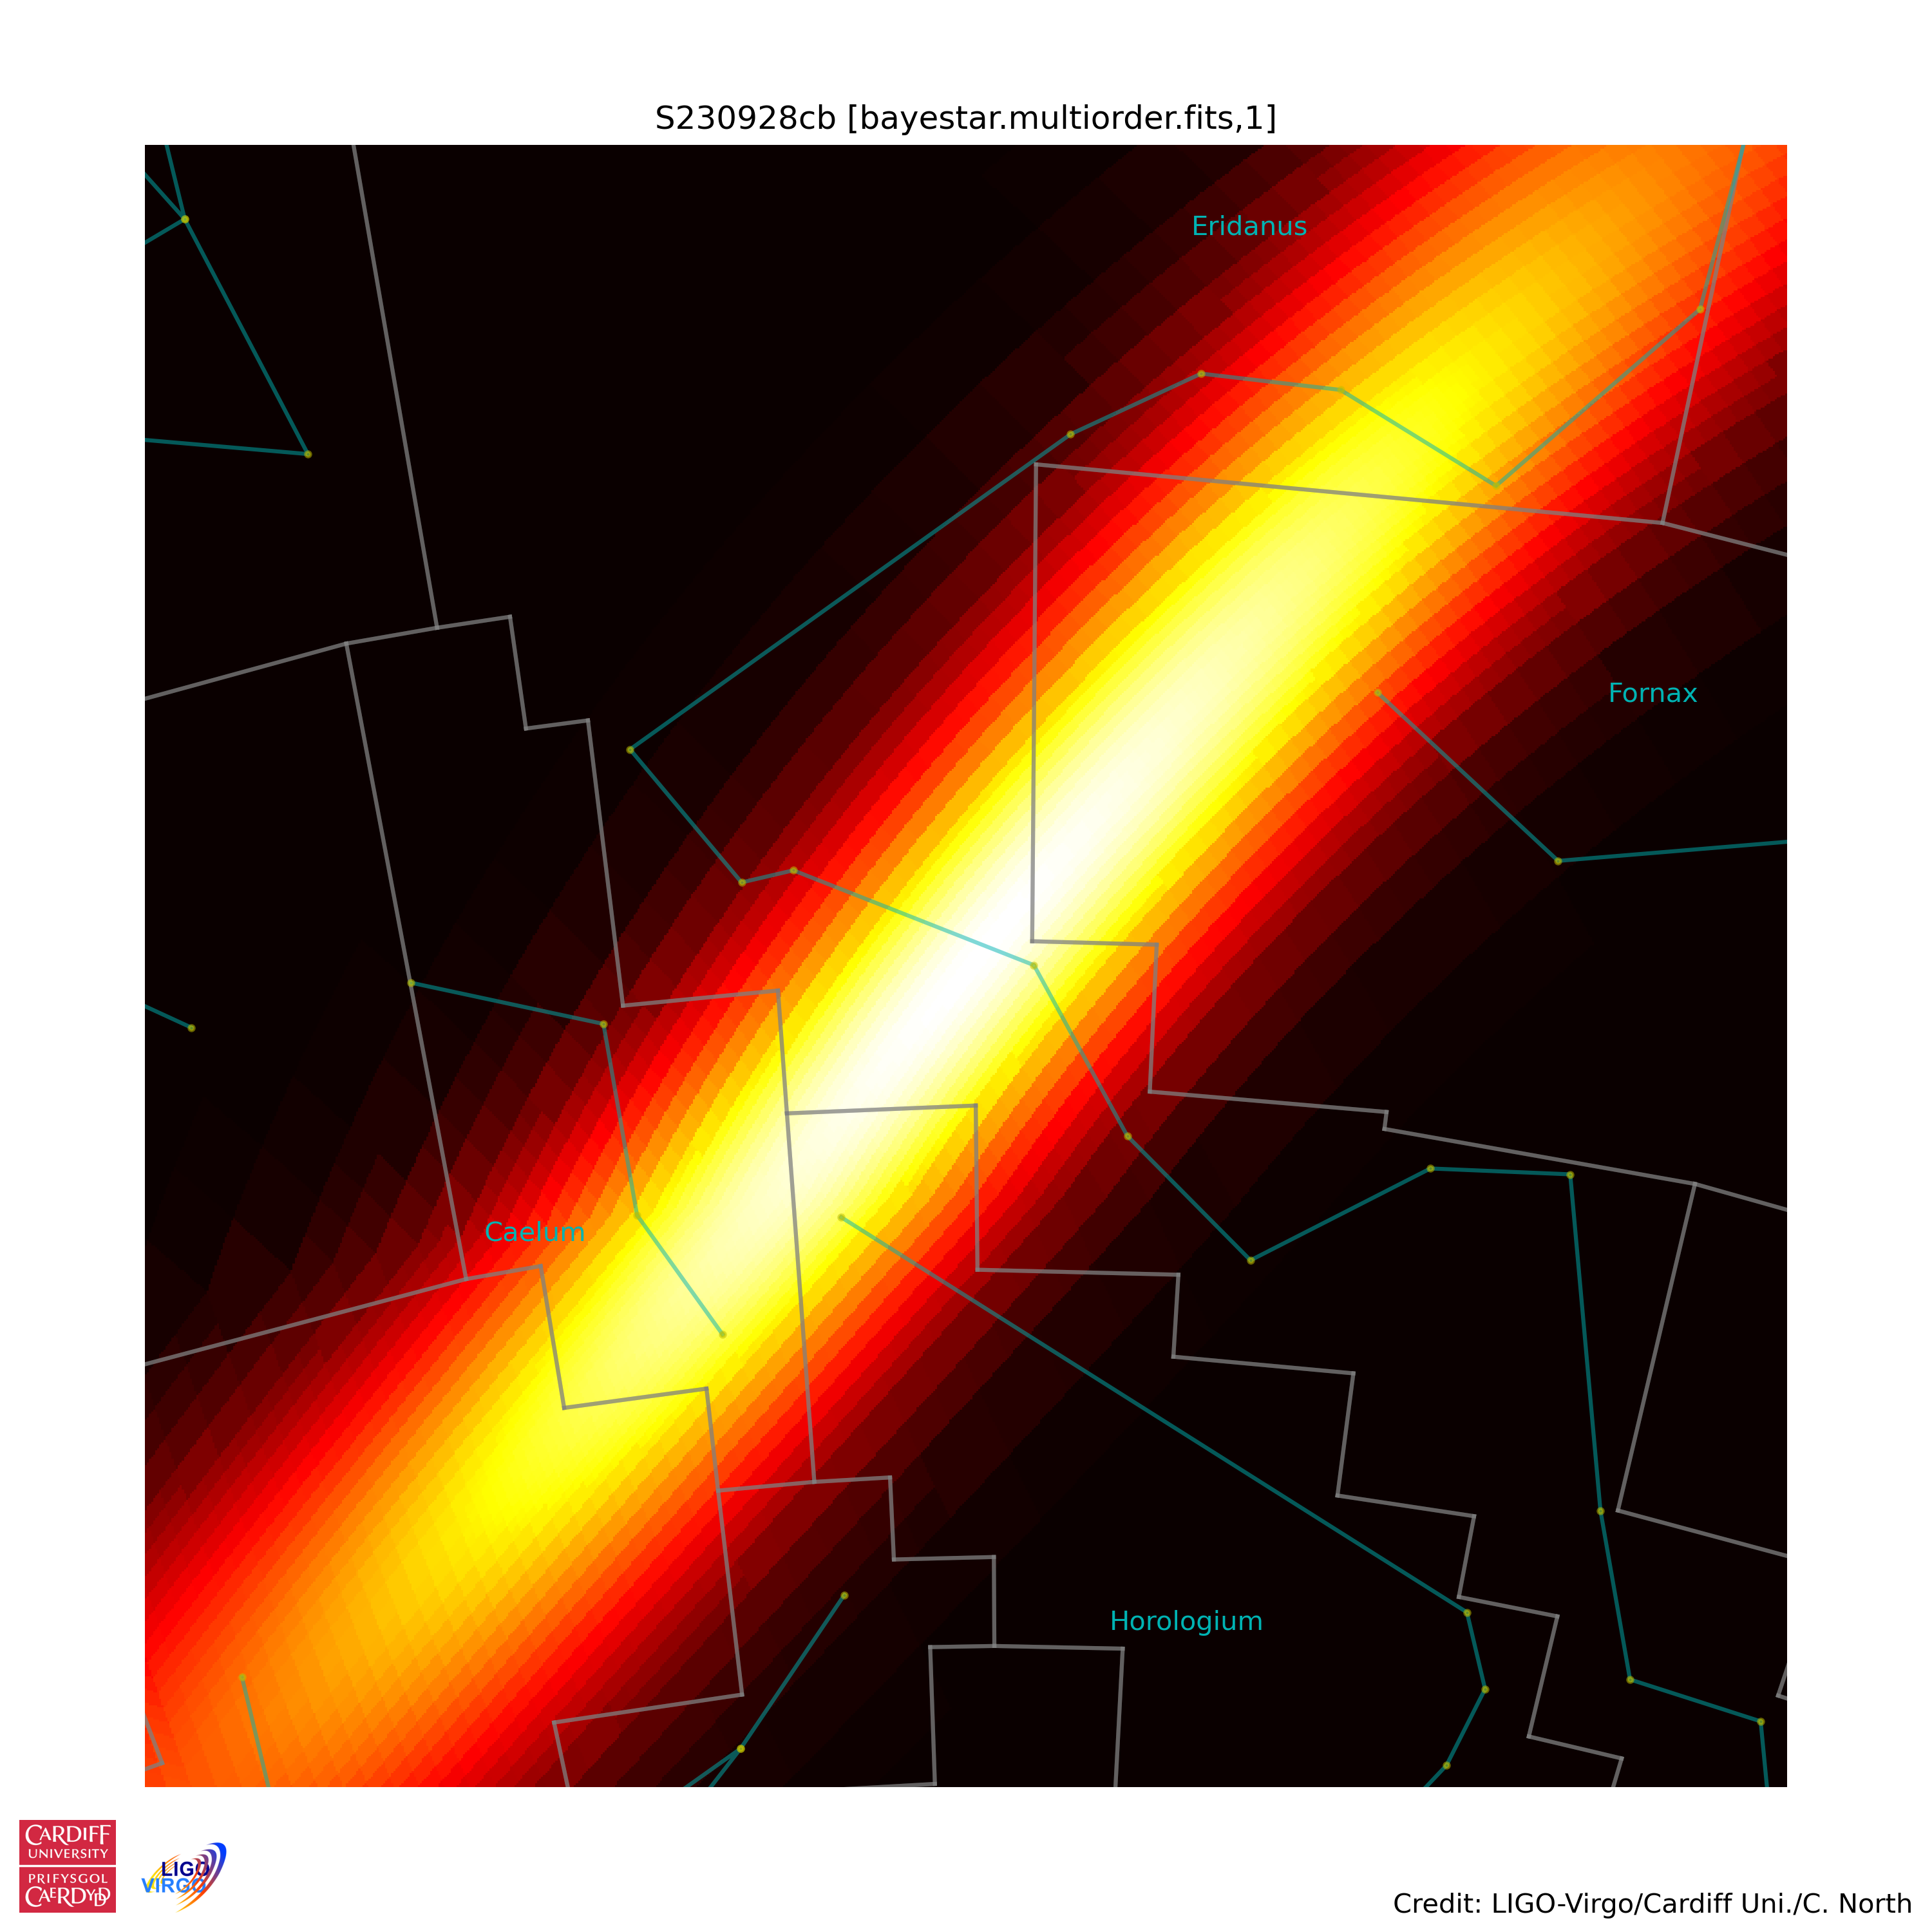 S230928cb [bayestar.multiorder.fits,1]
Eridanus
Fornax
Caelum
Horologium
CARDIFF
UNIVERSITY
PRIFYSGOL
CAERDYDD
LIGO
VIRGO
Credit: LIGO-Virgo/Cardiff Uni./C. North